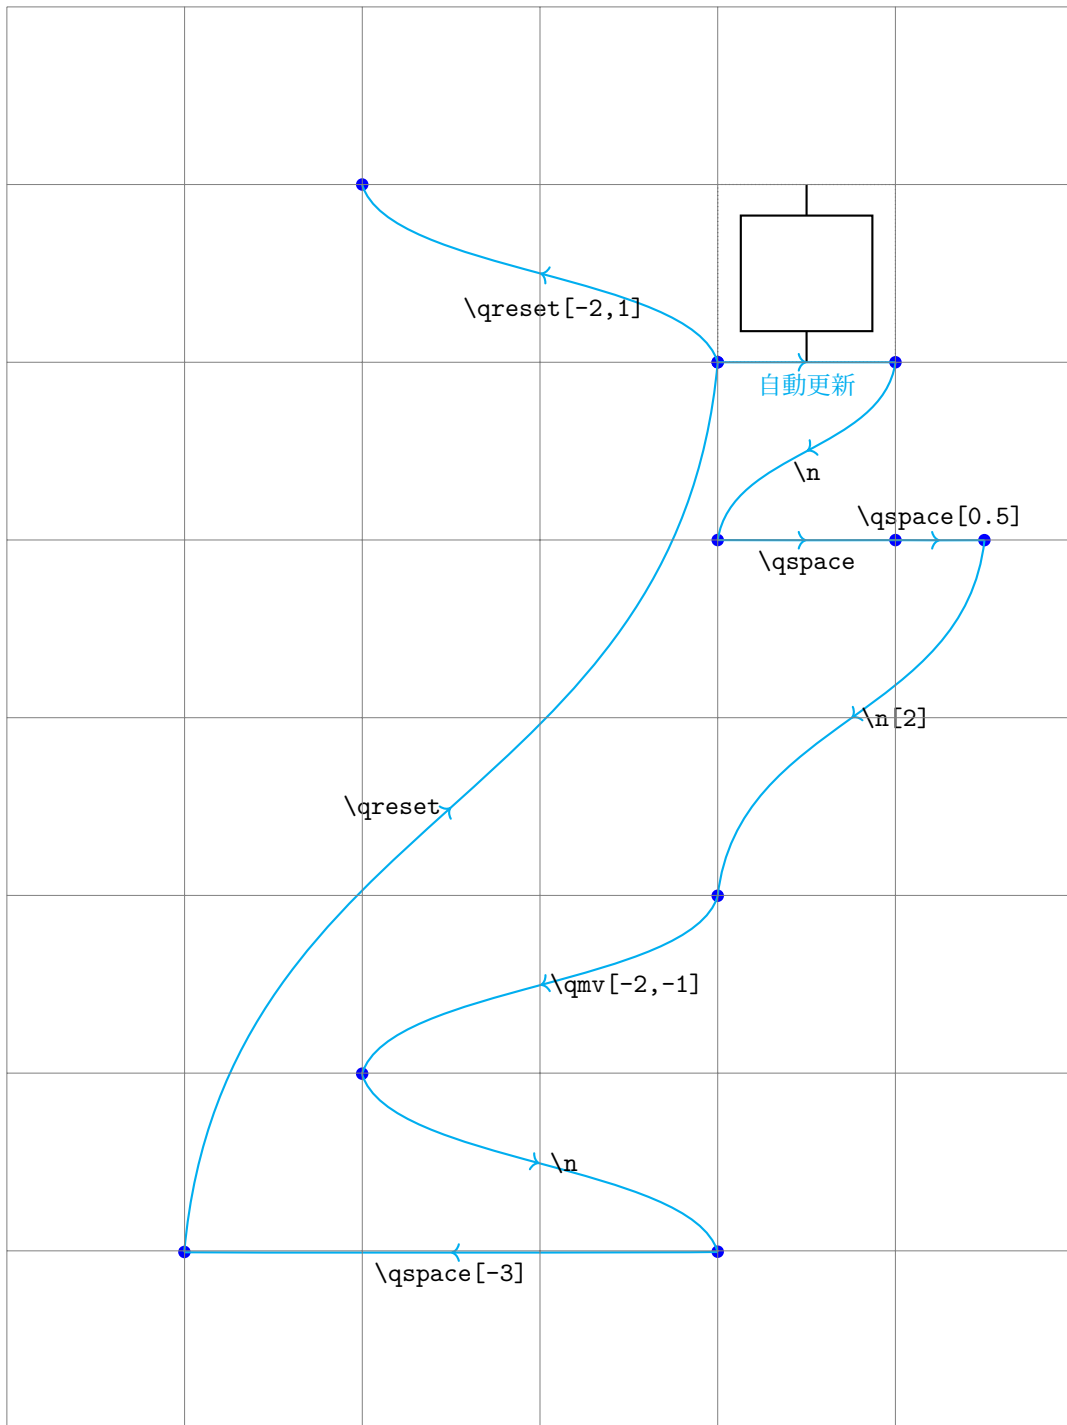 \qreset[-2,1]
自動更新
\n
\qspace[0.5]
\qspace
\n[2]
\qreset
\qmv[-2,-1]
\n
\qspace[-3]